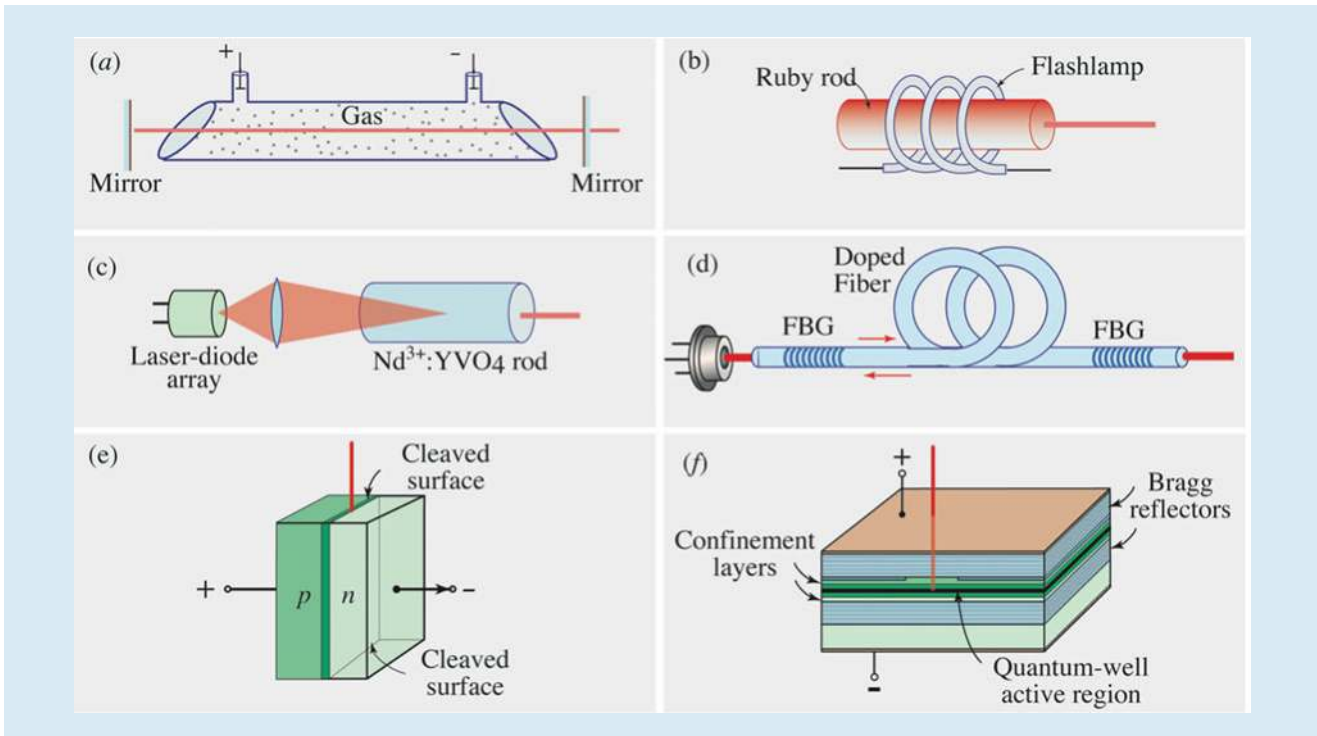 (a)
+
-
Gas
Mirror
Mirror
(b)
Ruby rod
Flashlamp
(c)
Laser-diode
array
Nd³⁺:YVO4 rod
(d)
Doped
Fiber
FBG
FBG
(e)
Cleaved
surface
+
p
n
-
Cleaved
surface
(f)
+
Bragg
reflectors
Confinement
layers
Quantum-well
active region
-